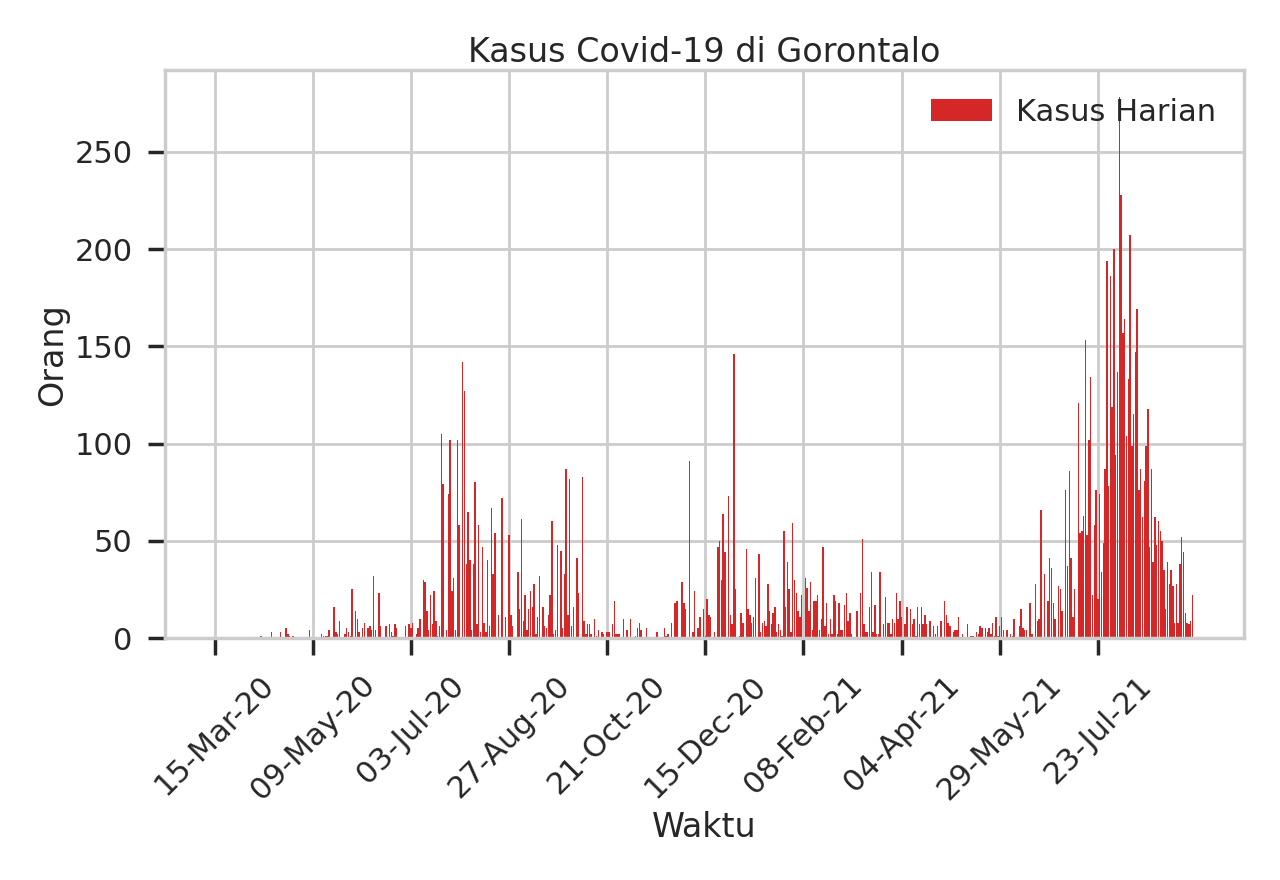 Kasus Covid-19 di Gorontalo
Kasus Harian
Orang
250
200
150
100
50
0
15-Mar-20
09-May-20
03-Jul-20
27-Aug-20
21-Oct-20
15-Dec-20
08-Feb-21
04-Apr-21
29-May-21
23-Jul-21
Waktu